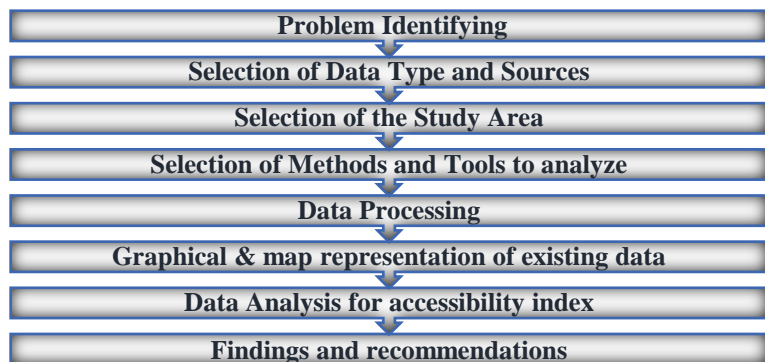 Problem Identifying
Selection of Data Type and Sources
Selection of the Study Area
Selection of Methods and Tools to analyze
Data Processing
Graphical & map representation of existing data
Data Analysis for accessibility index
Findings and recommendations